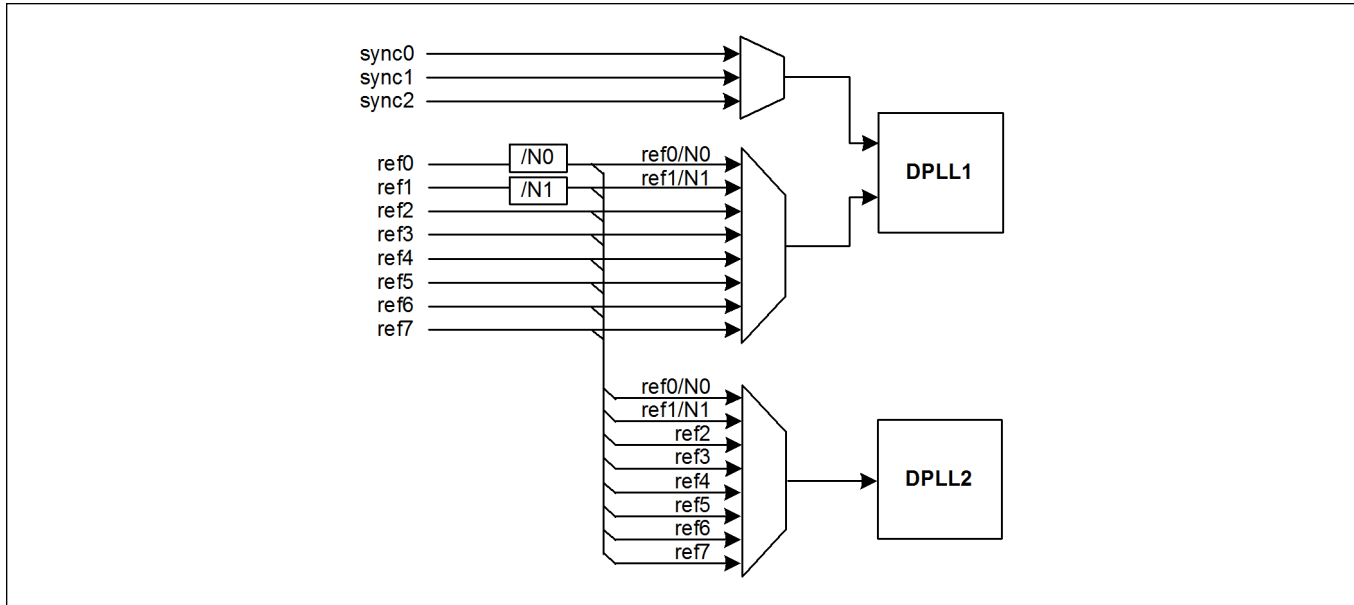 sync0
sync1
sync2
DPLL1
ref0 /N0 ref0/N0
ref1 /N1 ref1/N1
ref2
ref3
ref4
ref5
ref6
ref7
ref0/N0
ref1/N1
ref2
ref3
ref4
ref5
ref6
ref7
DPLL2